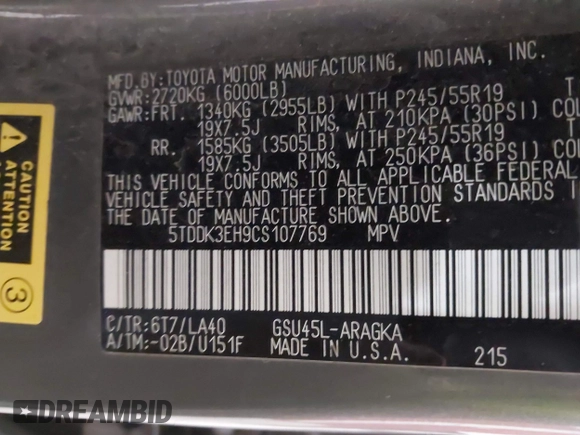 MFD.BY:TOYOTA MOTOR MANUFACTURING, INDIANA, INC.
GVWR:2720KG (6000LB)
GAWR:FRT. 1340KG (2955LB) WITH P245/55R19
19X7.5J RIMS, AT 210KPA (30PSI) CO
RR. 1585KG (3505LB) WITH P245/55R19
19X7.5J RIMS, AT 250KPA (36PSI) CO
THIS VEHICLE CONFORMS TO ALL APPLICABLE FEDERAL
VEHICLE SAFETY AND THEFT PREVENTION STANDARDS I
THE DATE OF MANUFACTURE SHOWN ABOVE.
5TDDK3EH9CS107769 MPV
C/TR:6T7/LA40 GSU45L-ARAGKA
A/TM:-02B/U151F MADE IN U.S.A. 215
CAUTION
ATTENTION
3
DREAMBID